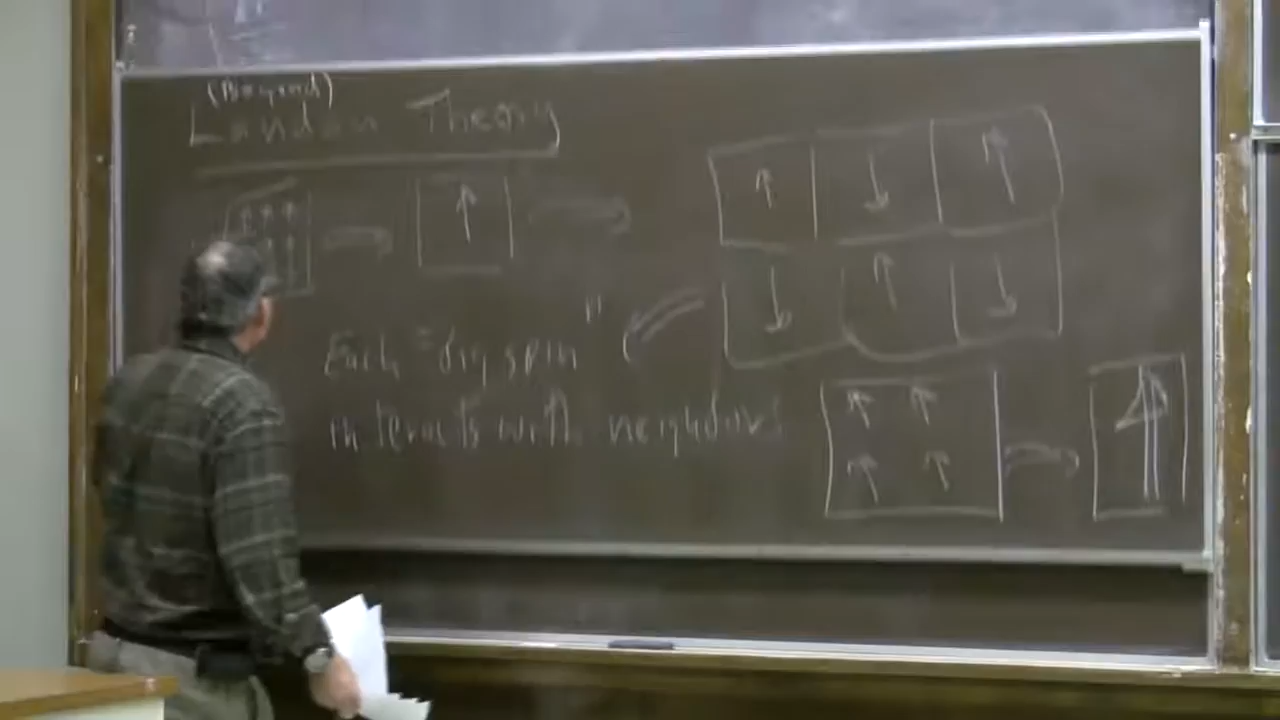 (Beyond)
Landau Theory
Each "big spin"
interacts with neighbors